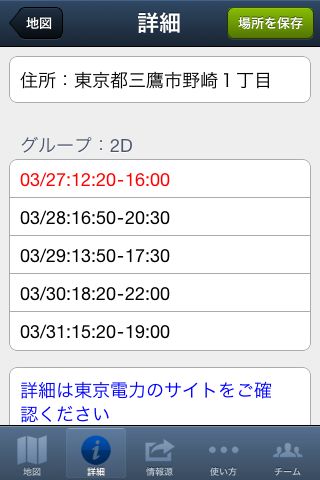 地図
詳細
場所を保存
住所：東京都三鷹市野崎１丁目
グループ：2D
03/27:12:20-16:00
03/28:16:50-20:30
03/29:13:50-17:30
03/30:18:20-22:00
03/31:15:20-19:00
詳細は東京電力のサイトをご確
認ください
地図
詳細
情報源
使い方
チーム